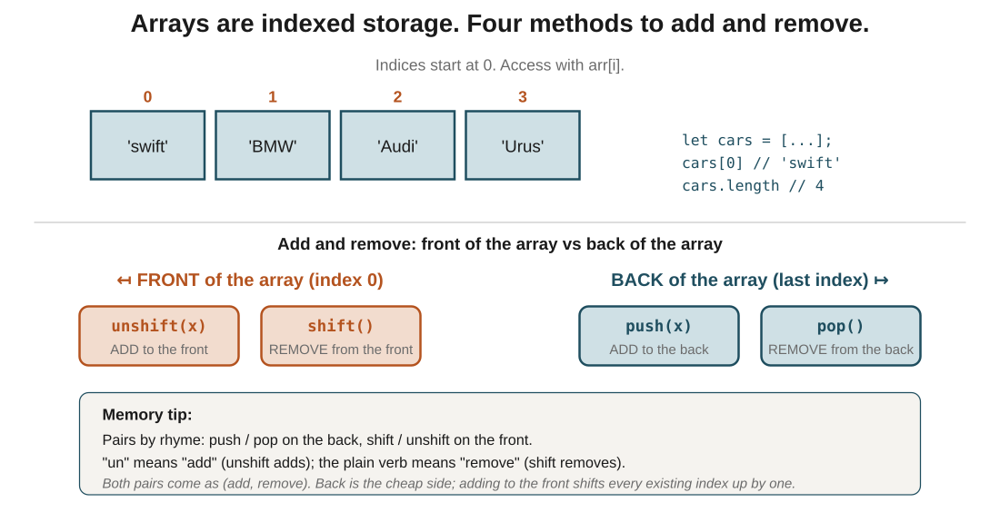 Arrays are indexed storage. Four methods to add and remove.
Indices start at 0. Access with arr[i].
0 1 2 3
'swift' 'BMW' 'Audi' 'Urus'
let cars = [...];
cars[0] // 'swift'
cars.length // 4
Add and remove: front of the array vs back of the array
↤ FRONT of the array (index 0)
BACK of the array (last index) ↦
unshift(x)
ADD to the front
shift()
REMOVE from the front
push(x)
ADD to the back
pop()
REMOVE from the back
Memory tip:
Pairs by rhyme: push / pop on the back, shift / unshift on the front.
"un" means "add" (unshift adds); the plain verb means "remove" (shift removes).
Both pairs come as (add, remove). Back is the cheap side; adding to the front shifts every existing index up by one.